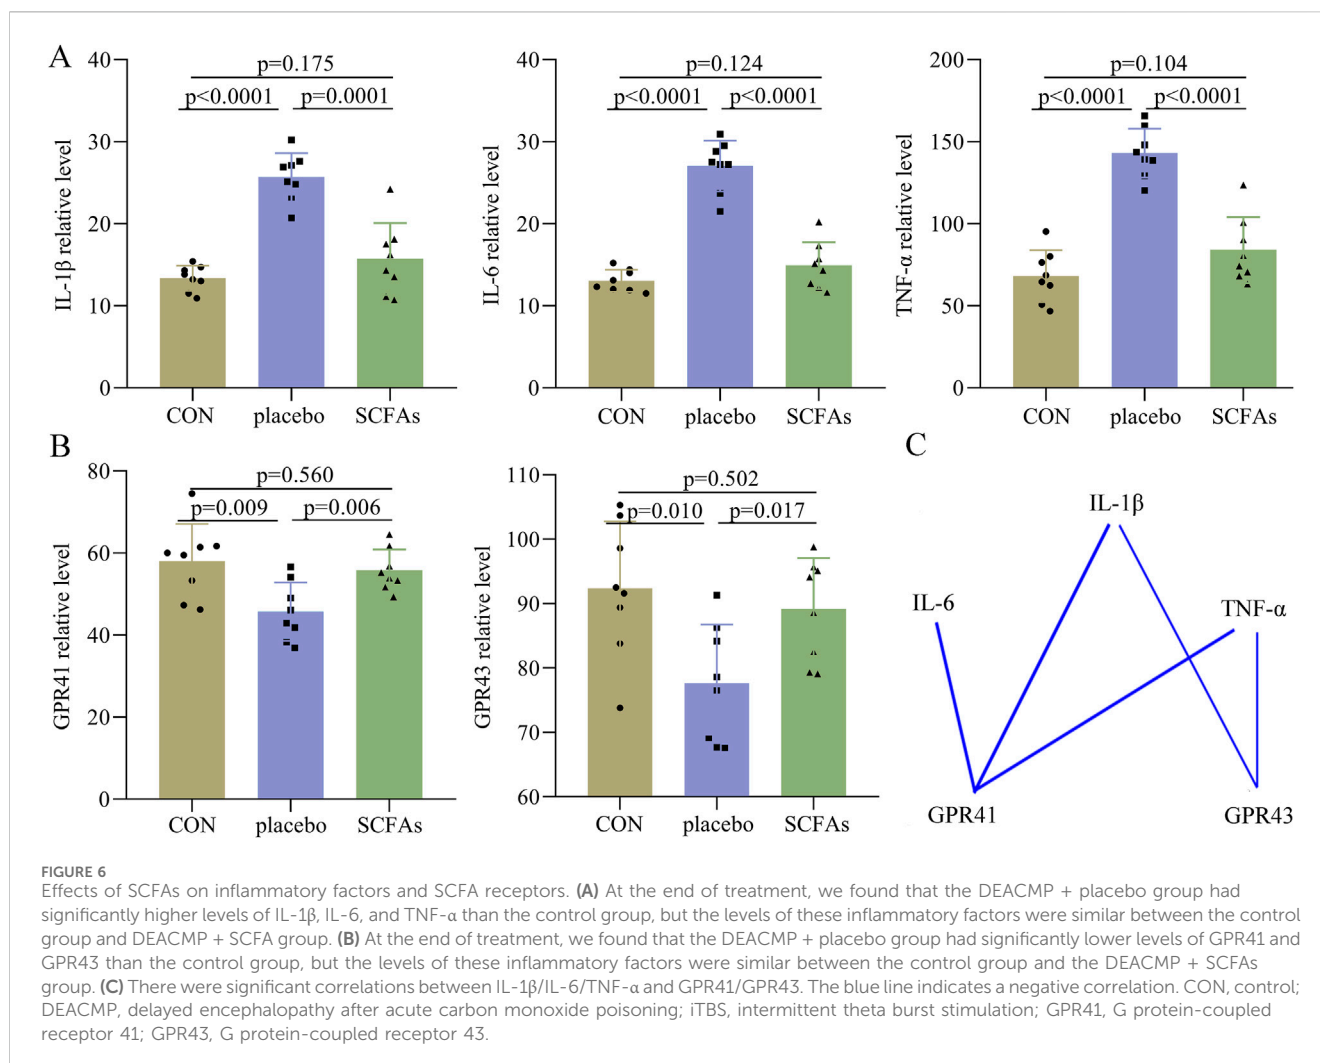 A
40
30
20
10
0
IL-1β relative level
p=0.175
p<0.0001
p=0.0001
CON
placebo
SCFAs
40
30
20
10
0
IL-6 relative level
p=0.124
p<0.0001
p<0.0001
CON
placebo
SCFAs
200
150
100
50
0
TNF-α relative level
p=0.104
p<0.0001
p<0.0001
CON
placebo
SCFAs
B
80
60
40
20
0
GPR41 relative level
p=0.560
p=0.009
p=0.006
CON
placebo
SCFAs
110
100
90
80
70
60
GPR43 relative level
p=0.502
p=0.010
p=0.017
CON
placebo
SCFAs
C
IL-1β
IL-6
TNF-α
GPR41
GPR43
FIGURE 6
Effects of SCFAs on inflammatory factors and SCFA receptors. (A) At the end of treatment, we found that the DEACMP + placebo group had
significantly higher levels of IL-1β, IL-6, and TNF-α than the control group, but the levels of these inflammatory factors were similar between the control
group and DEACMP + SCFA group. (B) At the end of treatment, we found that the DEACMP + placebo group had significantly lower levels of GPR41 and
GPR43 than the control group, but the levels of these inflammatory factors were similar between the control group and the DEACMP + SCFAs
group. (C) There were significant correlations between IL-1β/IL-6/TNF-α and GPR41/GPR43. The blue line indicates a negative correlation. CON, control;
DEACMP, delayed encephalopathy after acute carbon monoxide poisoning; iTBS, intermittent theta burst stimulation; GPR41, G protein-coupled
receptor 41; GPR43, G protein-coupled receptor 43.